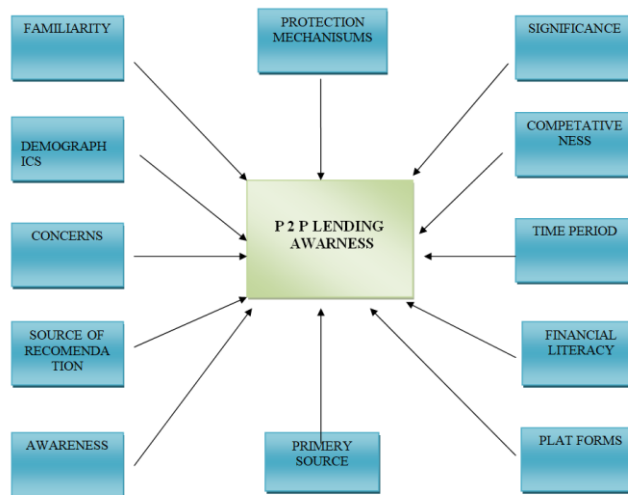 FAMILIARITY
PROTECTION
MECHANISUMS
SIGNIFICANCE
DEMOGRAPH
ICS
COMPETATIVE
NESS
P 2 P LENDING
AWARNESS
CONCERNS
TIME PERIOD
SOURCE OF
RECOMENDA
TION
FINANCIAL
LITERACY
AWARENESS
PRIMERY
SOURCE
PLAT FORMS